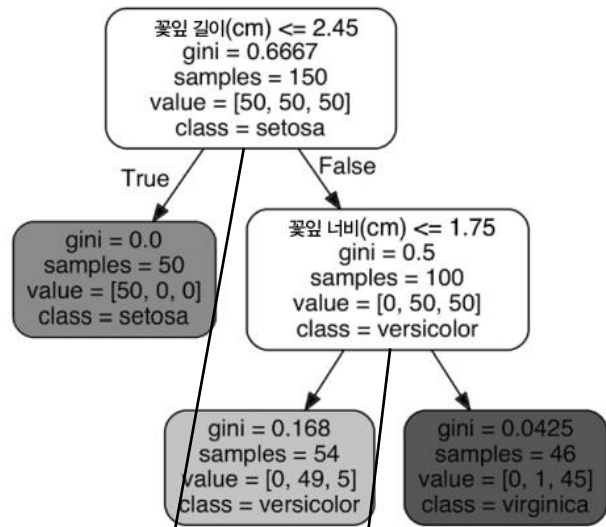 꽃잎 길이(cm) <= 2.45
gini = 0.6667
samples = 150
value = [50, 50, 50]
class = setosa
True
False
gini = 0.0
samples = 50
value = [50, 0, 0]
class = setosa
꽃잎 너비(cm) <= 1.75
gini = 0.5
samples = 100
value = [0, 50, 50]
class = versicolor
gini = 0.168
samples = 54
value = [0, 49, 5]
class = versicolor
gini = 0.0425
samples = 46
value = [0, 1, 45]
class = virginica